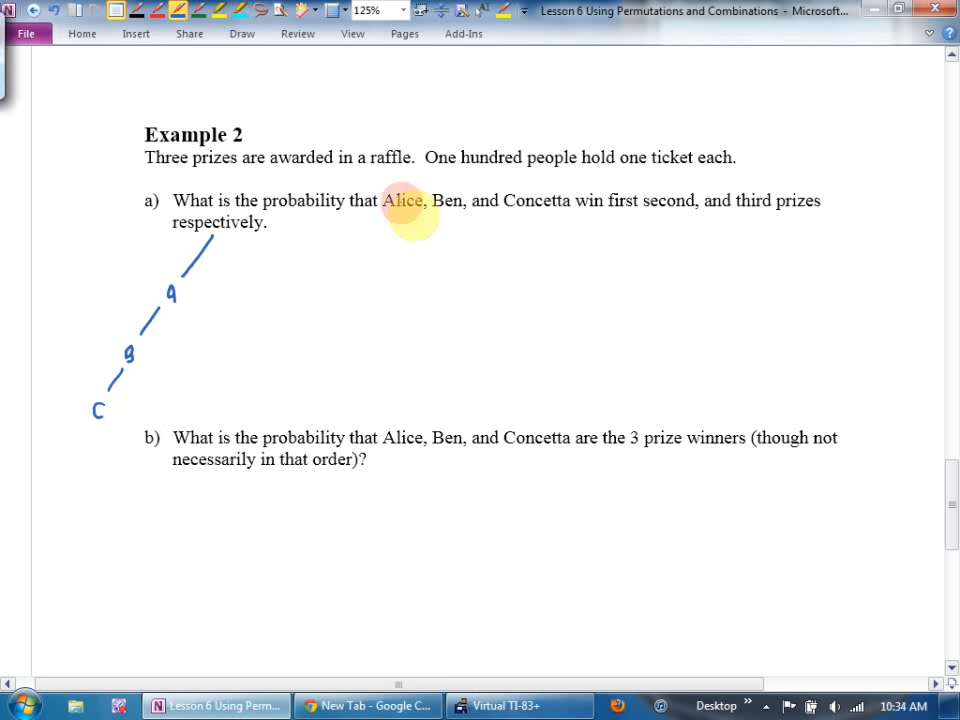 125%
Lesson 6 Using Permutations and Combinations - Microsoft...
File Home Insert Share Draw Review View Pages Add-Ins
Example 2
Three prizes are awarded in a raffle. One hundred people hold one ticket each.
a) What is the probability that Alice, Ben, and Concetta win first second, and third prizes
respectively.
A
B
C
b) What is the probability that Alice, Ben, and Concetta are the 3 prize winners (though not
necessarily in that order)?
Lesson 6 Using Perm... New Tab - Google C... Virtual TI-83+ Desktop » 10:34 AM